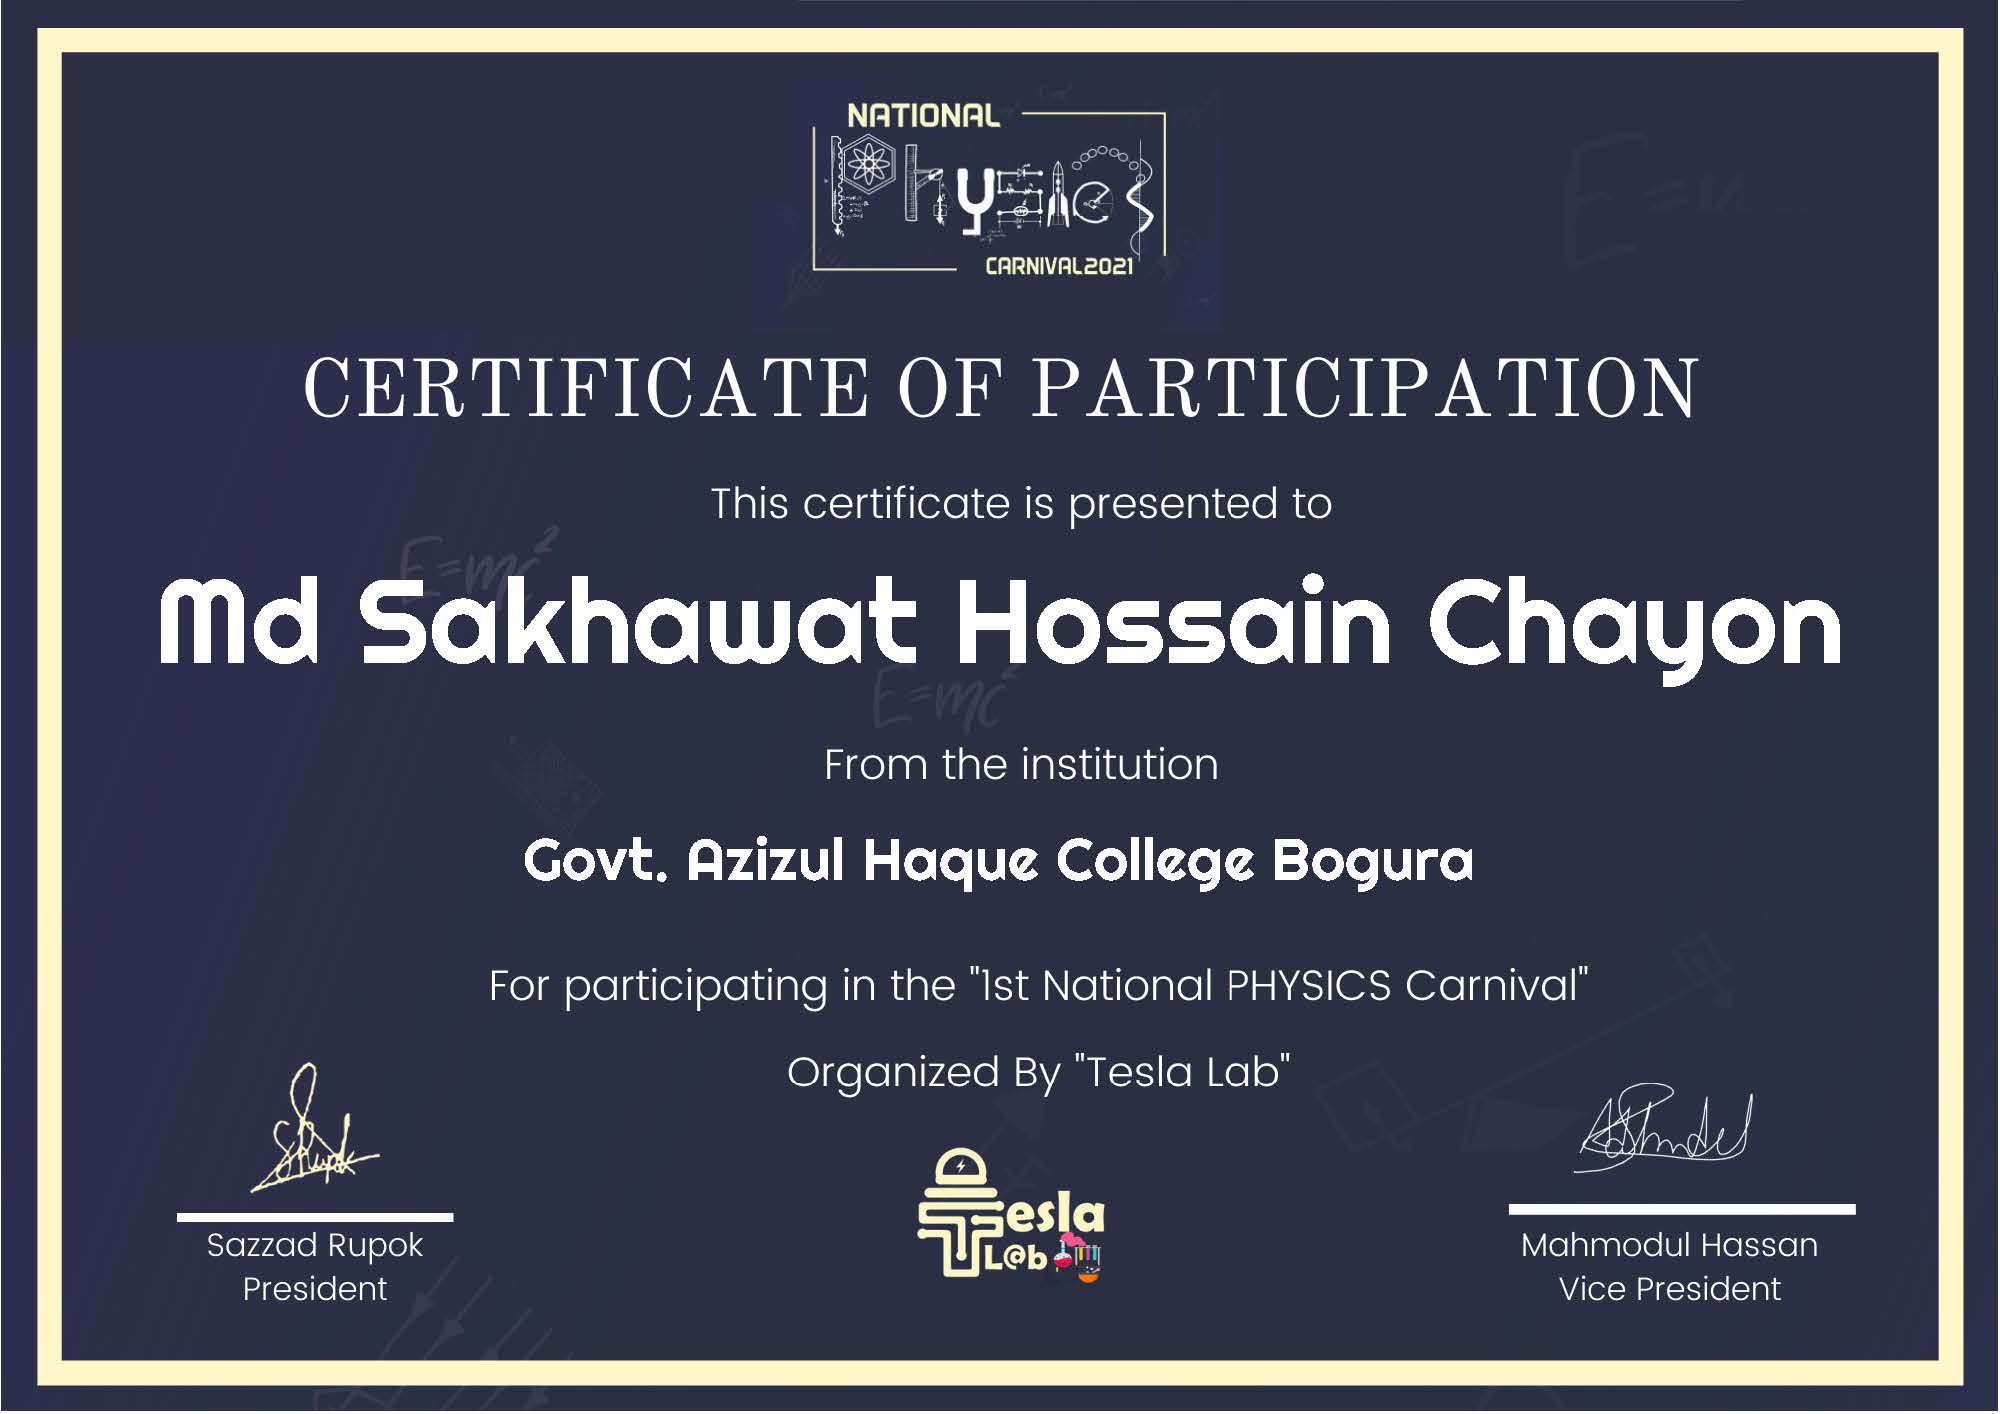 NATIONAL
PHYSICS
CARNIVAL2021
CERTIFICATE OF PARTICIPATION
This certificate is presented to
E=mc²
Md Sakhawat Hossain Chayon
E=mc²
From the institution
Govt. Azizul Haque College Bogura
For participating in the "1st National PHYSICS Carnival"
Organized By "Tesla Lab"
Tesla
L@b
Sazzad Rupok
President
Mahmodul Hassan
Vice President